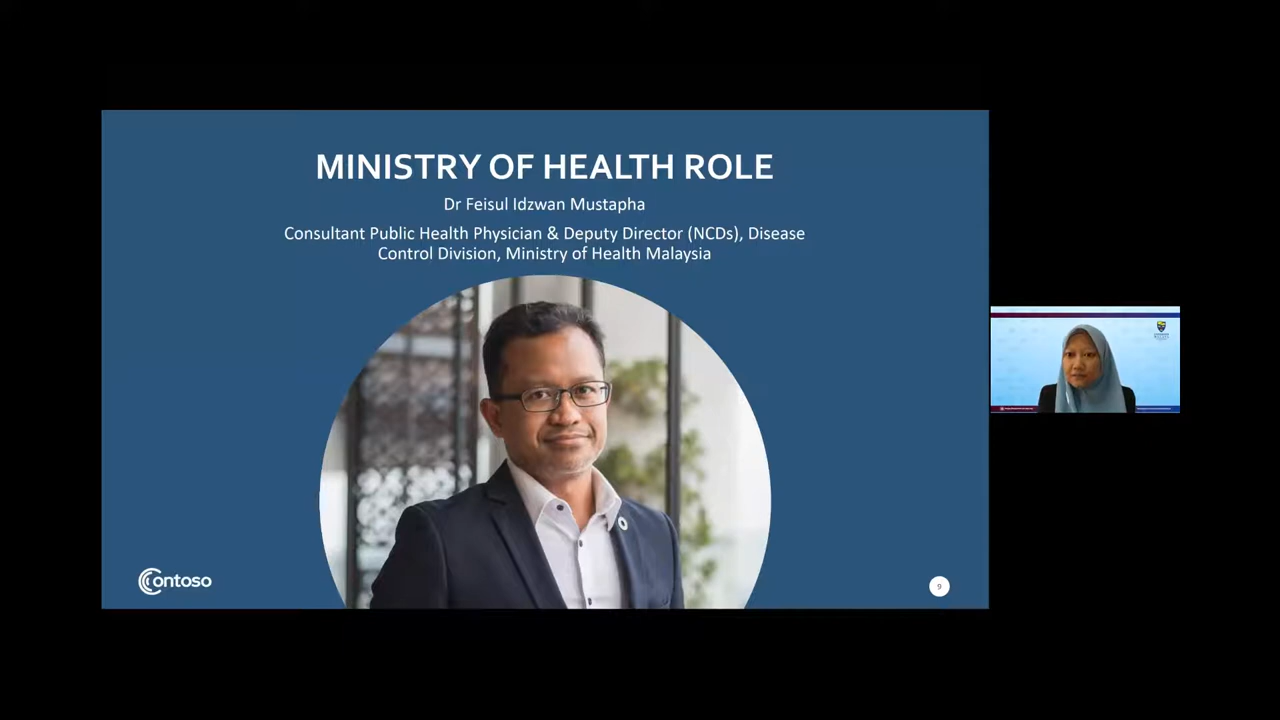 MINISTRY OF HEALTH ROLE
Dr Feisul Idzwan Mustapha
Consultant Public Health Physician & Deputy Director (NCDs), Disease
Control Division, Ministry of Health Malaysia
Contoso
9